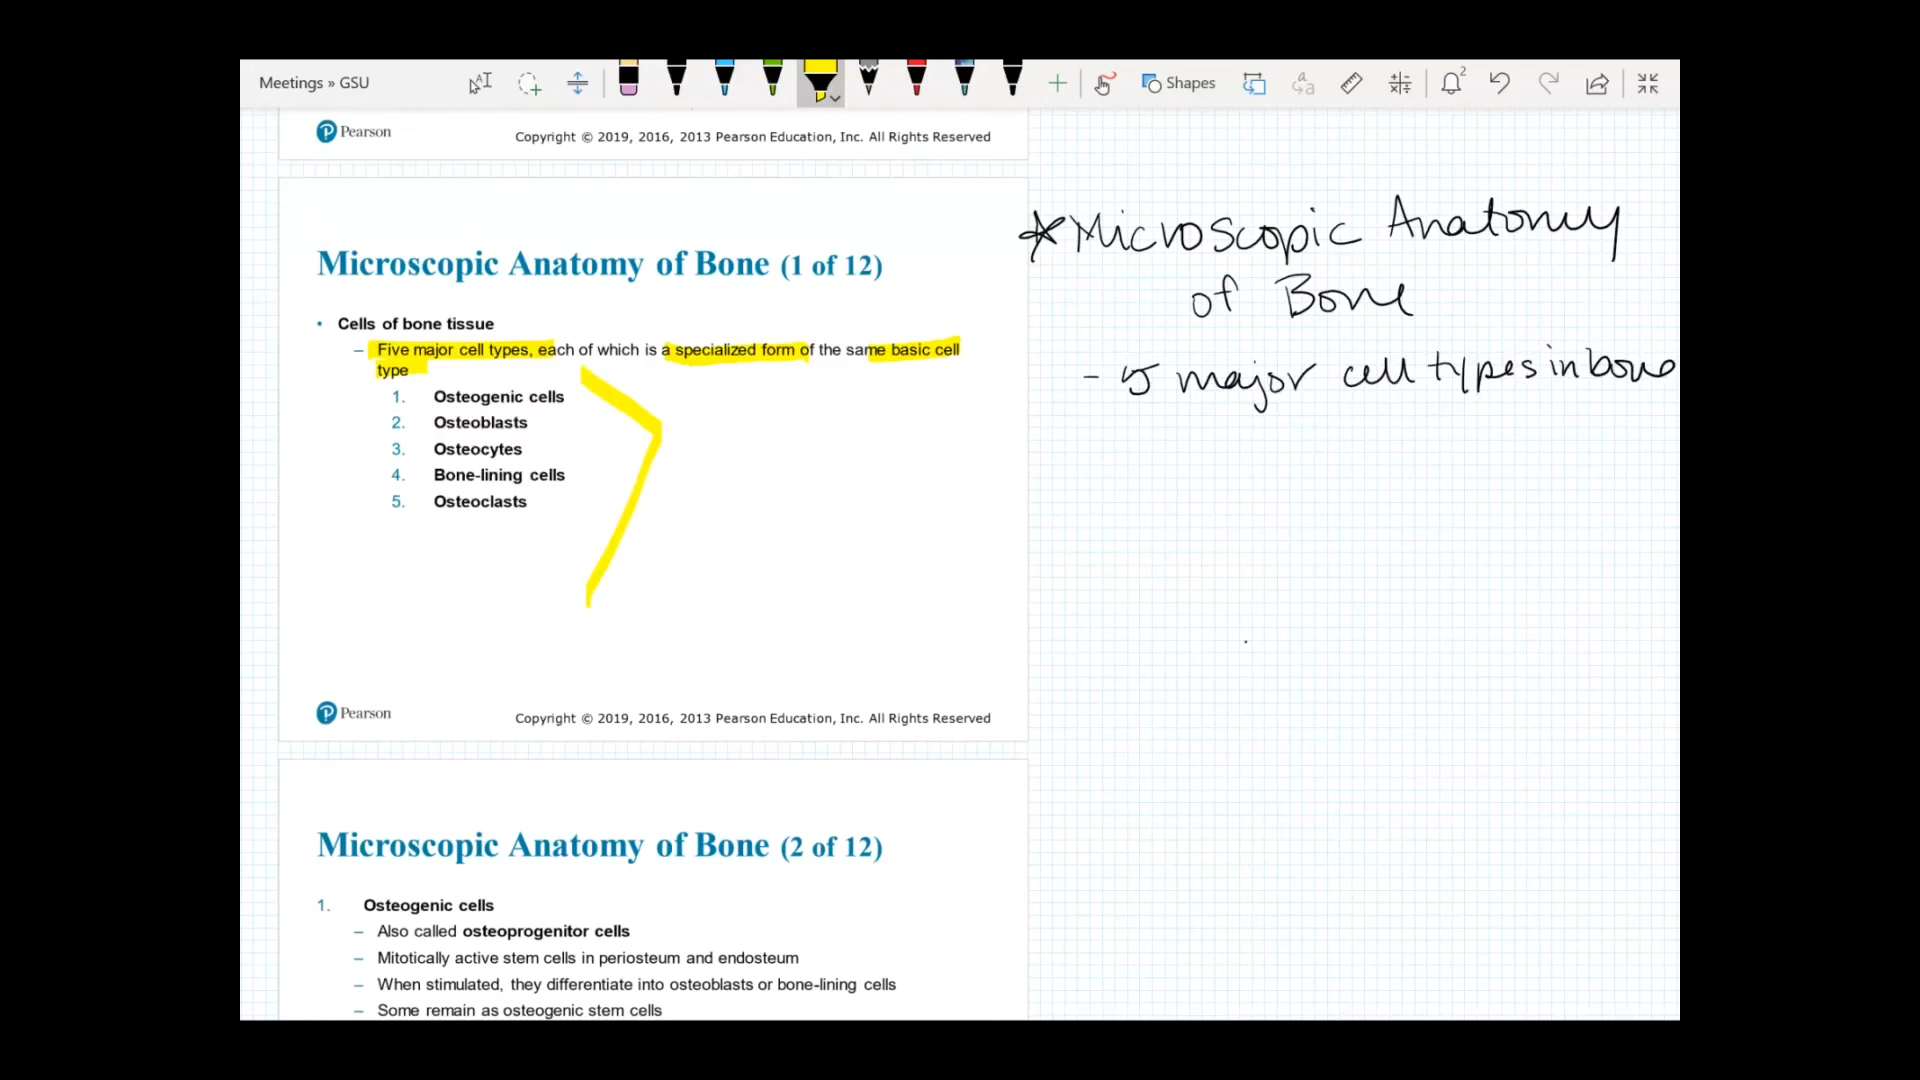 Meetings » GSU
Shapes
2
Pearson
Copyright © 2019, 2016, 2013 Pearson Education, Inc. All Rights Reserved
Microscopic Anatomy of Bone (1 of 12)
• Cells of bone tissue
– Five major cell types, each of which is a specialized form of the same basic cell
type
1. Osteogenic cells
2. Osteoblasts
3. Osteocytes
4. Bone-lining cells
5. Osteoclasts
Pearson
Copyright © 2019, 2016, 2013 Pearson Education, Inc. All Rights Reserved
Microscopic Anatomy of Bone (2 of 12)
1. Osteogenic cells
– Also called osteoprogenitor cells
– Mitotically active stem cells in periosteum and endosteum
– When stimulated, they differentiate into osteoblasts or bone-lining cells
– Some remain as osteogenic stem cells
*Microscopic Anatomy
of Bone
- 5 major cell types in bone